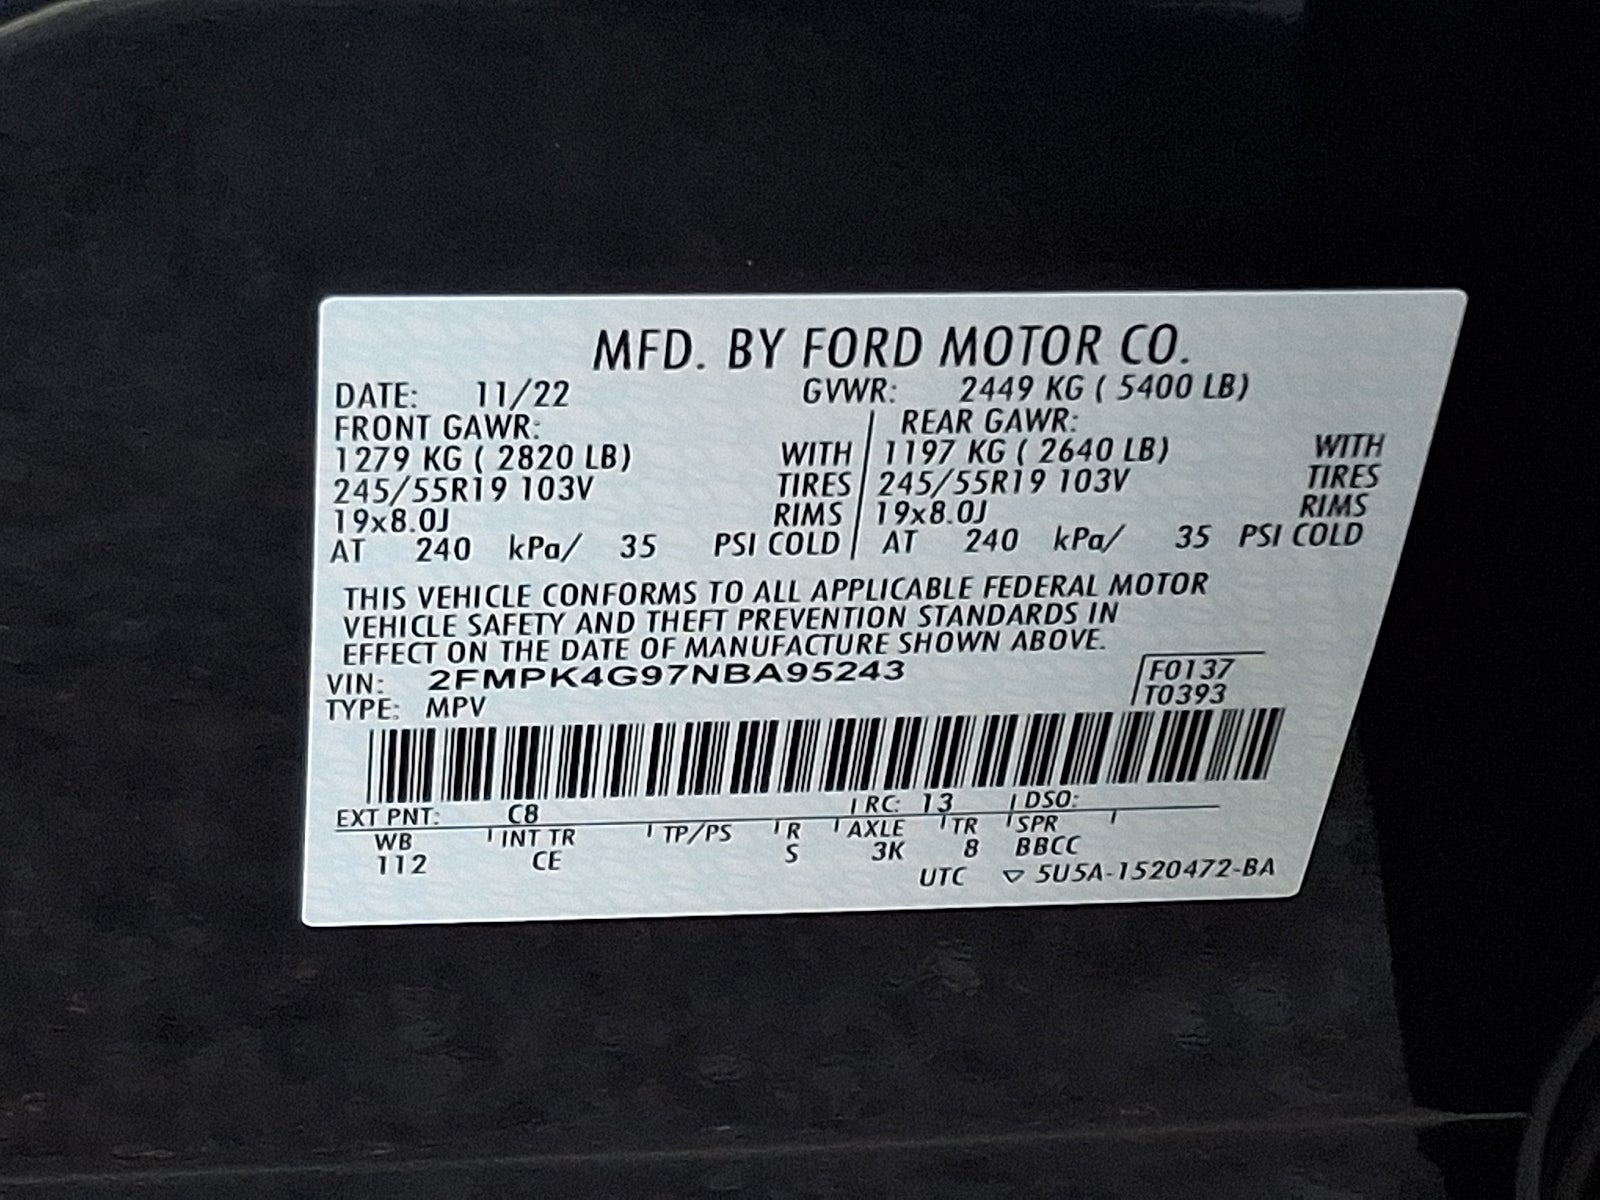 MFD. BY FORD MOTOR CO.
DATE: 11/22 GVWR: 2449 KG ( 5400 LB)
FRONT GAWR: REAR GAWR:
1279 KG ( 2820 LB) WITH 1197 KG ( 2640 LB) WITH
245/55R19 103V TIRES 245/55R19 103V TIRES
19x8.0J RIMS 19x8.0J RIMS
AT 240 kPa/ 35 PSI COLD AT 240 kPa/ 35 PSI COLD
THIS VEHICLE CONFORMS TO ALL APPLICABLE FEDERAL MOTOR
VEHICLE SAFETY AND THEFT PREVENTION STANDARDS IN
EFFECT ON THE DATE OF MANUFACTURE SHOWN ABOVE.
VIN: 2FMPK4G97NBA95243 F0137
TYPE: MPV T0393
EXT PNT: C8 RC: 13 DSO:
WB INT TR TP/PS R AXLE TR SPR
112 CE S 3K 8 BBCC
UTC ▽ 5U5A-1520472-BA